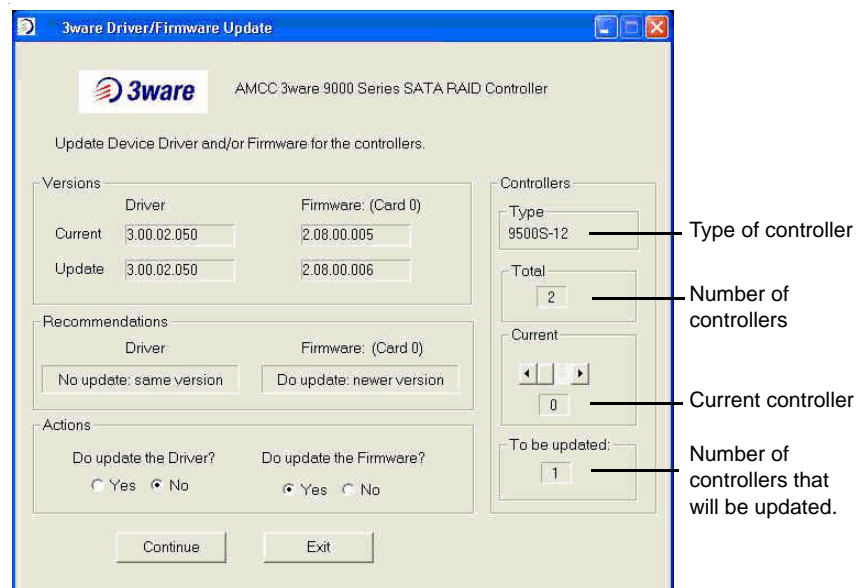 3ware Driver/Firmware Update
3ware
AMCC 3ware 9000 Series SATA RAID Controller
Update Device Driver and/or Firmware for the controllers.
Versions
Driver Firmware: (Card 0)
Current 3.00.02.050 2.08.00.005
Update 3.00.02.050 2.08.00.006
Recommendations
Driver Firmware: (Card 0)
No update: same version Do update: newer version
Actions
Do update the Driver? Do update the Firmware?
Yes No Yes No
Continue Exit
Controllers
Type
9500S-12
Total
2
Current
0
To be updated:
1
Type of controller
Number of
controllers
Current controller
Number of
controllers that
will be updated.